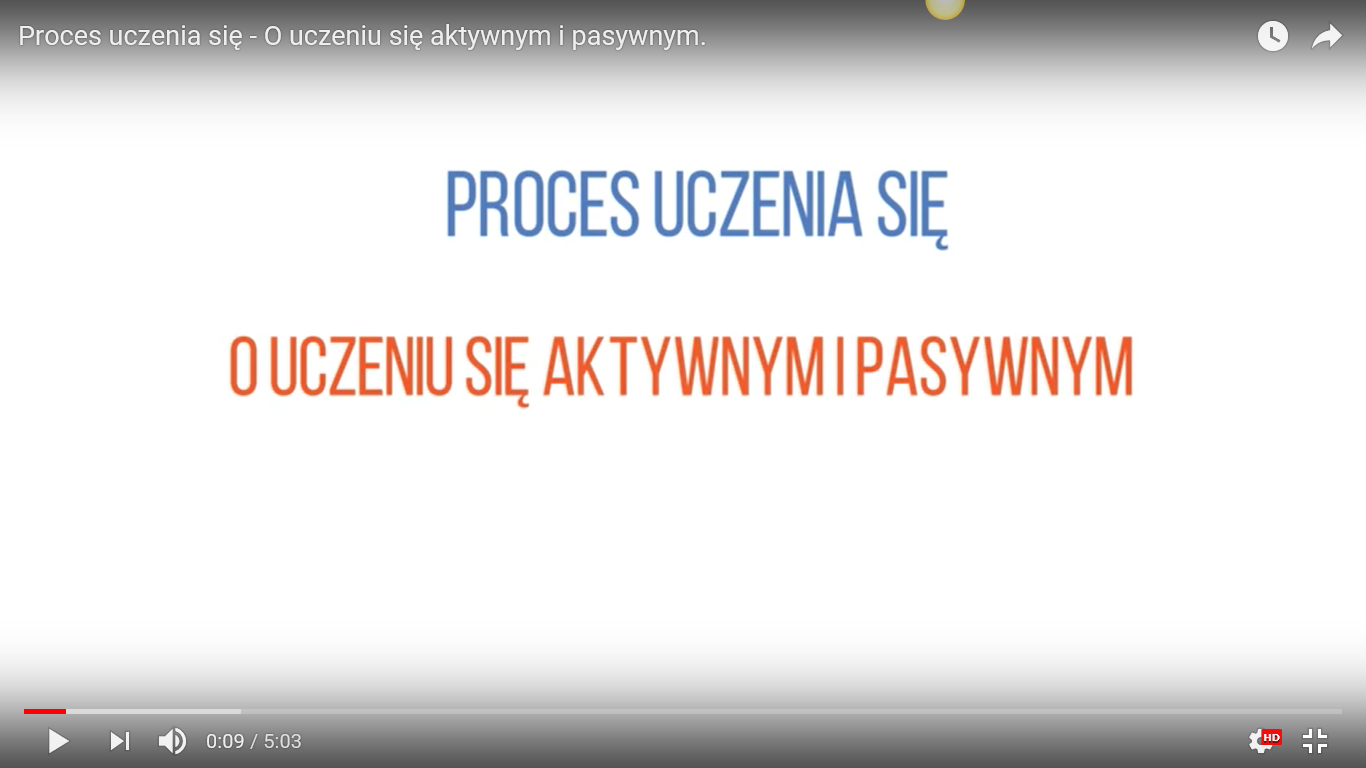 Proces uczenia się - O uczeniu się aktywnym i pasywnym.
PROCES UCZENIA SIĘ
O UCZENIU SIĘ AKTYWNYM I PASYWNYM
0:09 / 5:03
HD